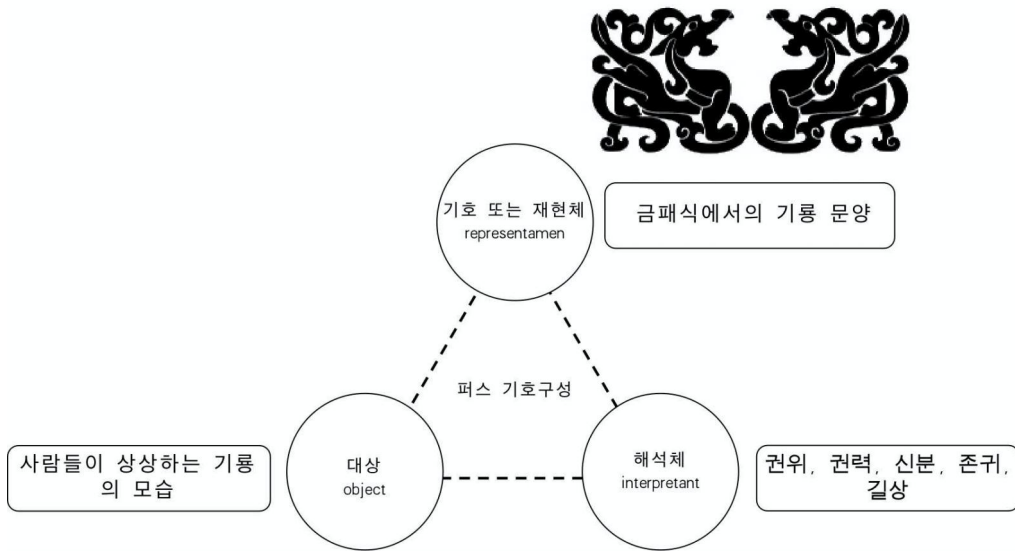 기호 또는 재현체
representamen
금패식에서의 기룡 문양
퍼스 기호구성
사람들이 상상하는 기룡
의 모습
대상
object
해석체
interpretant
권위, 권력, 신분, 존귀,
길상